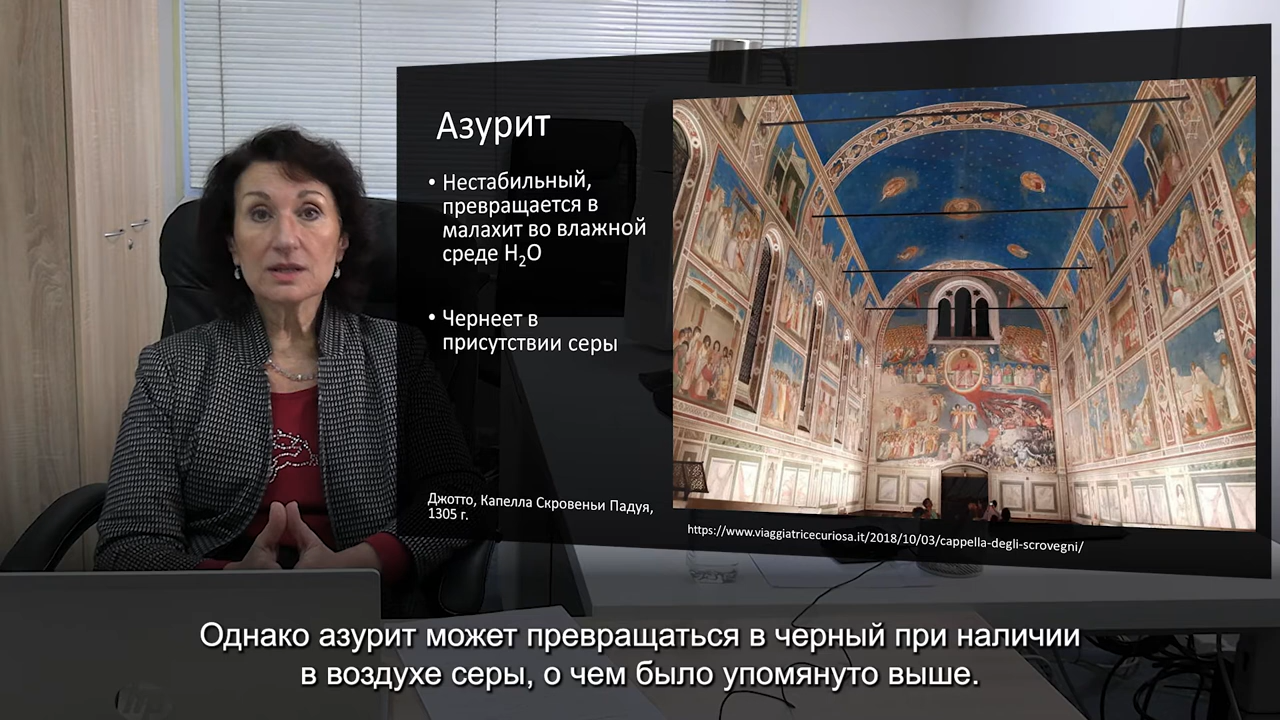 Азурит
• Нестабильный,
превращается в
малахит во влажной
среде H₂O
• Чернеет в
присутствии серы
Джотто, Капелла Скровеньи Падуя,
1305 г.
https://www.viaggiatricecuriosa.it/2018/10/03/cappella-degli-scrovegni/
Однако азурит может превращаться в черный при наличии
в воздухе серы, о чем было упомянуто выше.